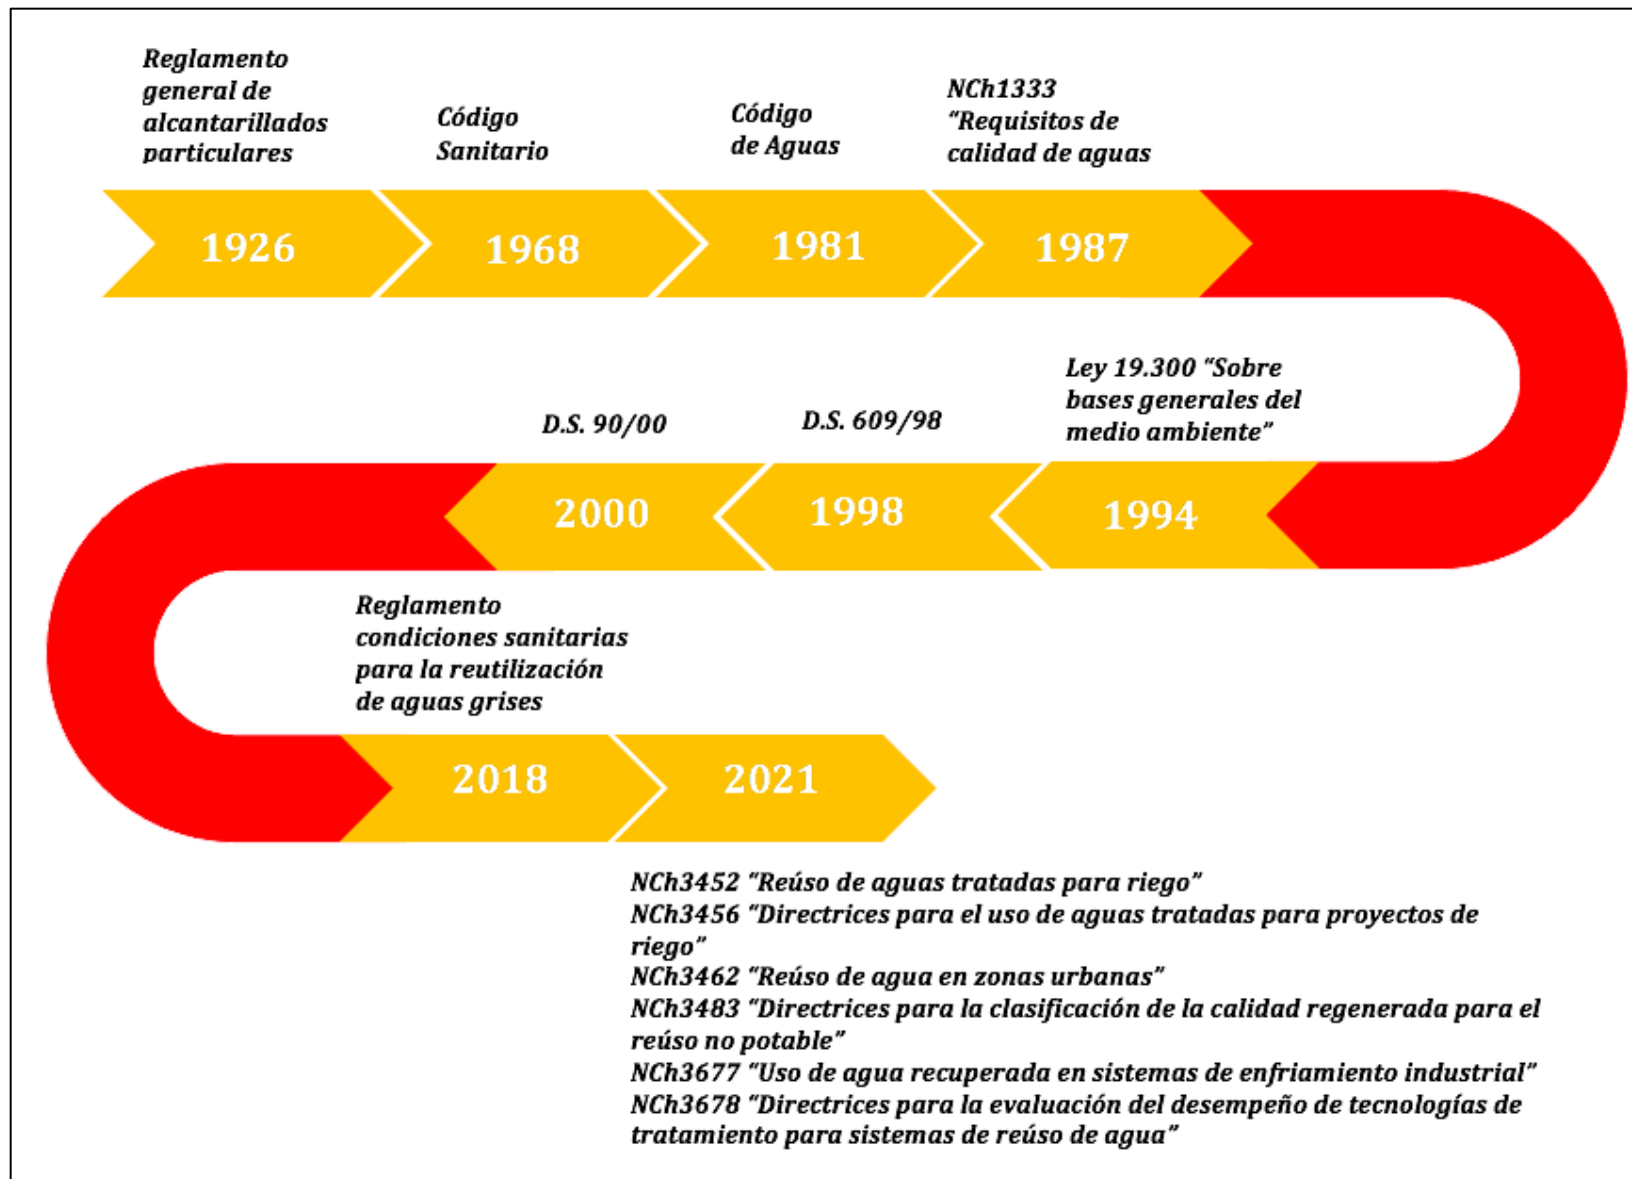 Reglamento
general de
alcantarillados
particulares
Código
Sanitario
Código
de Aguas
NCh1333
“Requisitos de
calidad de aguas
1926
1968
1981
1987
Ley 19.300 “Sobre
bases generales del
medio ambiente”
D.S. 609/98
D.S. 90/00
1994
1998
2000
Reglamento
condiciones sanitarias
para la reutilización
de aguas grises
2018
2021
NCh3452 “Reúso de aguas tratadas para riego”
NCh3456 “Directrices para el uso de aguas tratadas para proyectos de
riego”
NCh3462 “Reúso de agua en zonas urbanas”
NCh3483 “Directrices para la clasificación de la calidad regenerada para el
reúso no potable”
NCh3677 “Uso de agua recuperada en sistemas de enfriamiento industrial”
NCh3678 “Directrices para la evaluación del desempeño de tecnologías de
tratamiento para sistemas de reúso de agua”